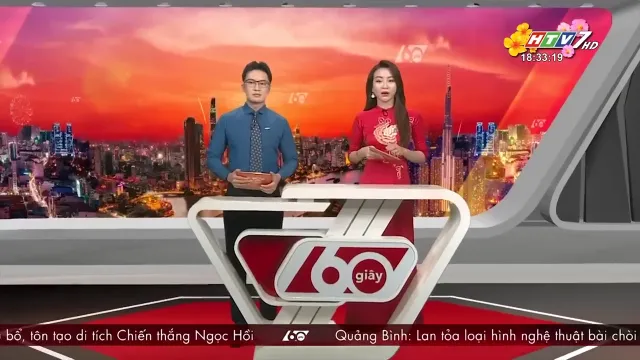 HTV7 HD
18:33:19
60 giây
bổ, tôn tạo di tích Chiến thắng Ngọc Hồi 60 Quảng Bình: Lan tỏa loại hình nghệ thuật bài chòi